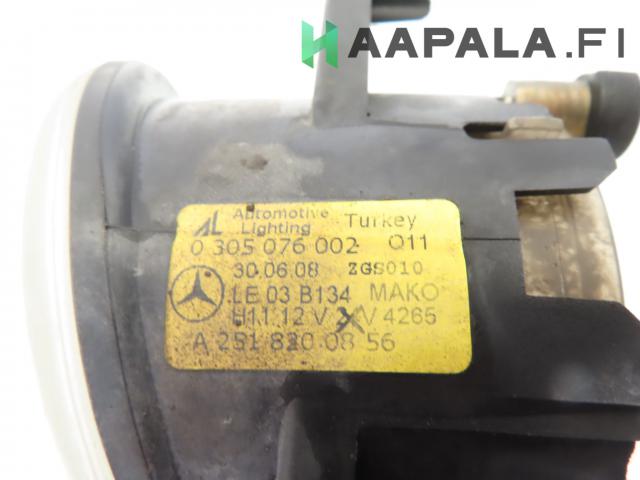 HAAPALA.FI
AL Automotive Lighting Turkey
0 305 076 002 011
30.06.08 ZGS010
LE 03 B134 MAKO
H11 12 V V 4265
A 251 820 08 56